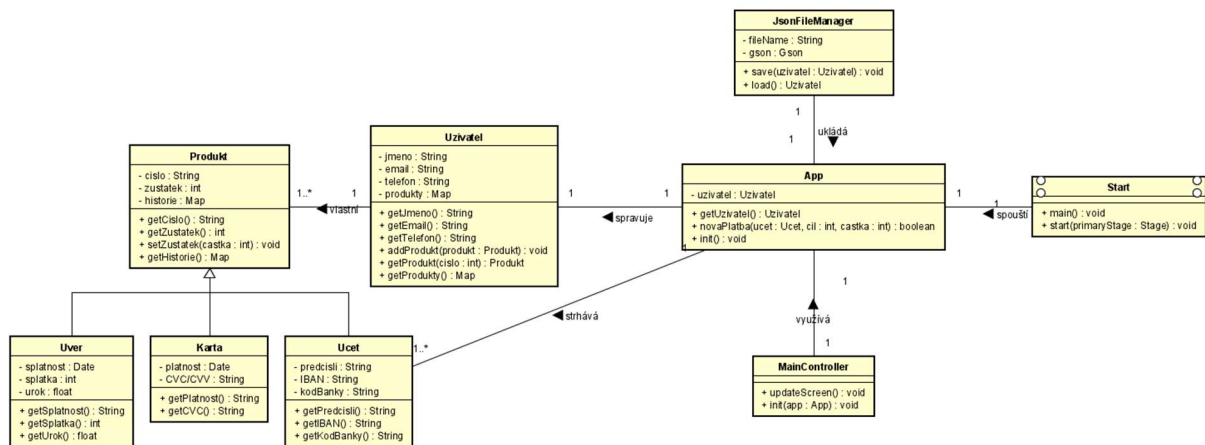 JsonFileManager
- fileName : String
- gson : Gson
+ save(uzivatel : Uzivatel) : void
+ load() : Uzivatel
1
1
ukládá
Produkt
- cislo : String
- zustatek : int
- historie : Map
+ getCislo() : String
+ getZustatek() : int
+ setZustatek(castka : int) : void
+ getHistorie() : Map
1..*
1
vlastní
Uzivatel
- jmeno : String
- email : String
- telefon : String
- produkty : Map
+ getJmeno() : String
+ getEmail() : String
+ getTelefon() : String
+ addProdukt(produkt : Produkt) : void
+ getProdukt(cislo : int) : Produkt
+ getProdukty() : Map
1
1
spravuje
App
- uzivatel : Uzivatel
+ getUzivatel() : Uzivatel
+ novaPlatba(ucet : Ucet, cil : int, castka : int) : boolean
+ init() : void
1
1
spouští
Start
+ main() : void
+ start(primaryStage : Stage) : void
1
strhává
1..*
1
využívá
1
Uver
- splatnost : Date
- splatka : int
- urok : float
+ getSplatnost() : String
+ getSplatka() : int
+ getUrok() : float
Karta
- platnost : Date
- CVC/CVV : String
+ getPlatnost() : String
+ getCVC() : String
Ucet
- predcisli : String
- IBAN : String
- kodBanky : String
+ getPredcisli() : String
+ getIBAN() : String
+ getKodBanky() : String
MainController
+ updateScreen() : void
+ init(app : App) : void